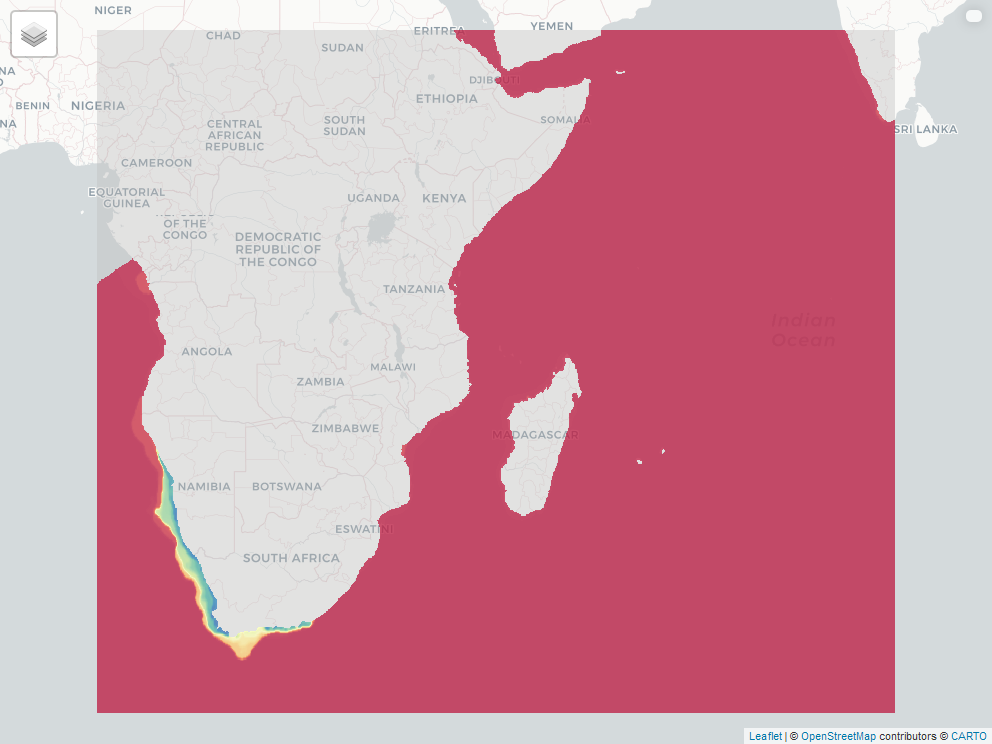 NIGER
YEMEN
ERITREA
CHAD
SUDAN
NA
DJIBOUTI
ETHIOPIA
BENIN
NIGERIA
SOMALIA
NA
CENTRAL
AFRICAN
REPUBLIC
SOUTH
SUDAN
SRI LANKA
CAMEROON
EQUATORIAL
GUINEA
UGANDA
KENYA
OF THE
CONGO
DEMOCRATIC
REPUBLIC OF
THE CONGO
TANZANIA
Indian
Ocean
ANGOLA
MALAWI
ZAMBIA
ZIMBABWE
MADAGASCAR
NAMIBIA
BOTSWANA
ESWATINI
SOUTH AFRICA
Leaflet | © OpenStreetMap contributors © CARTO